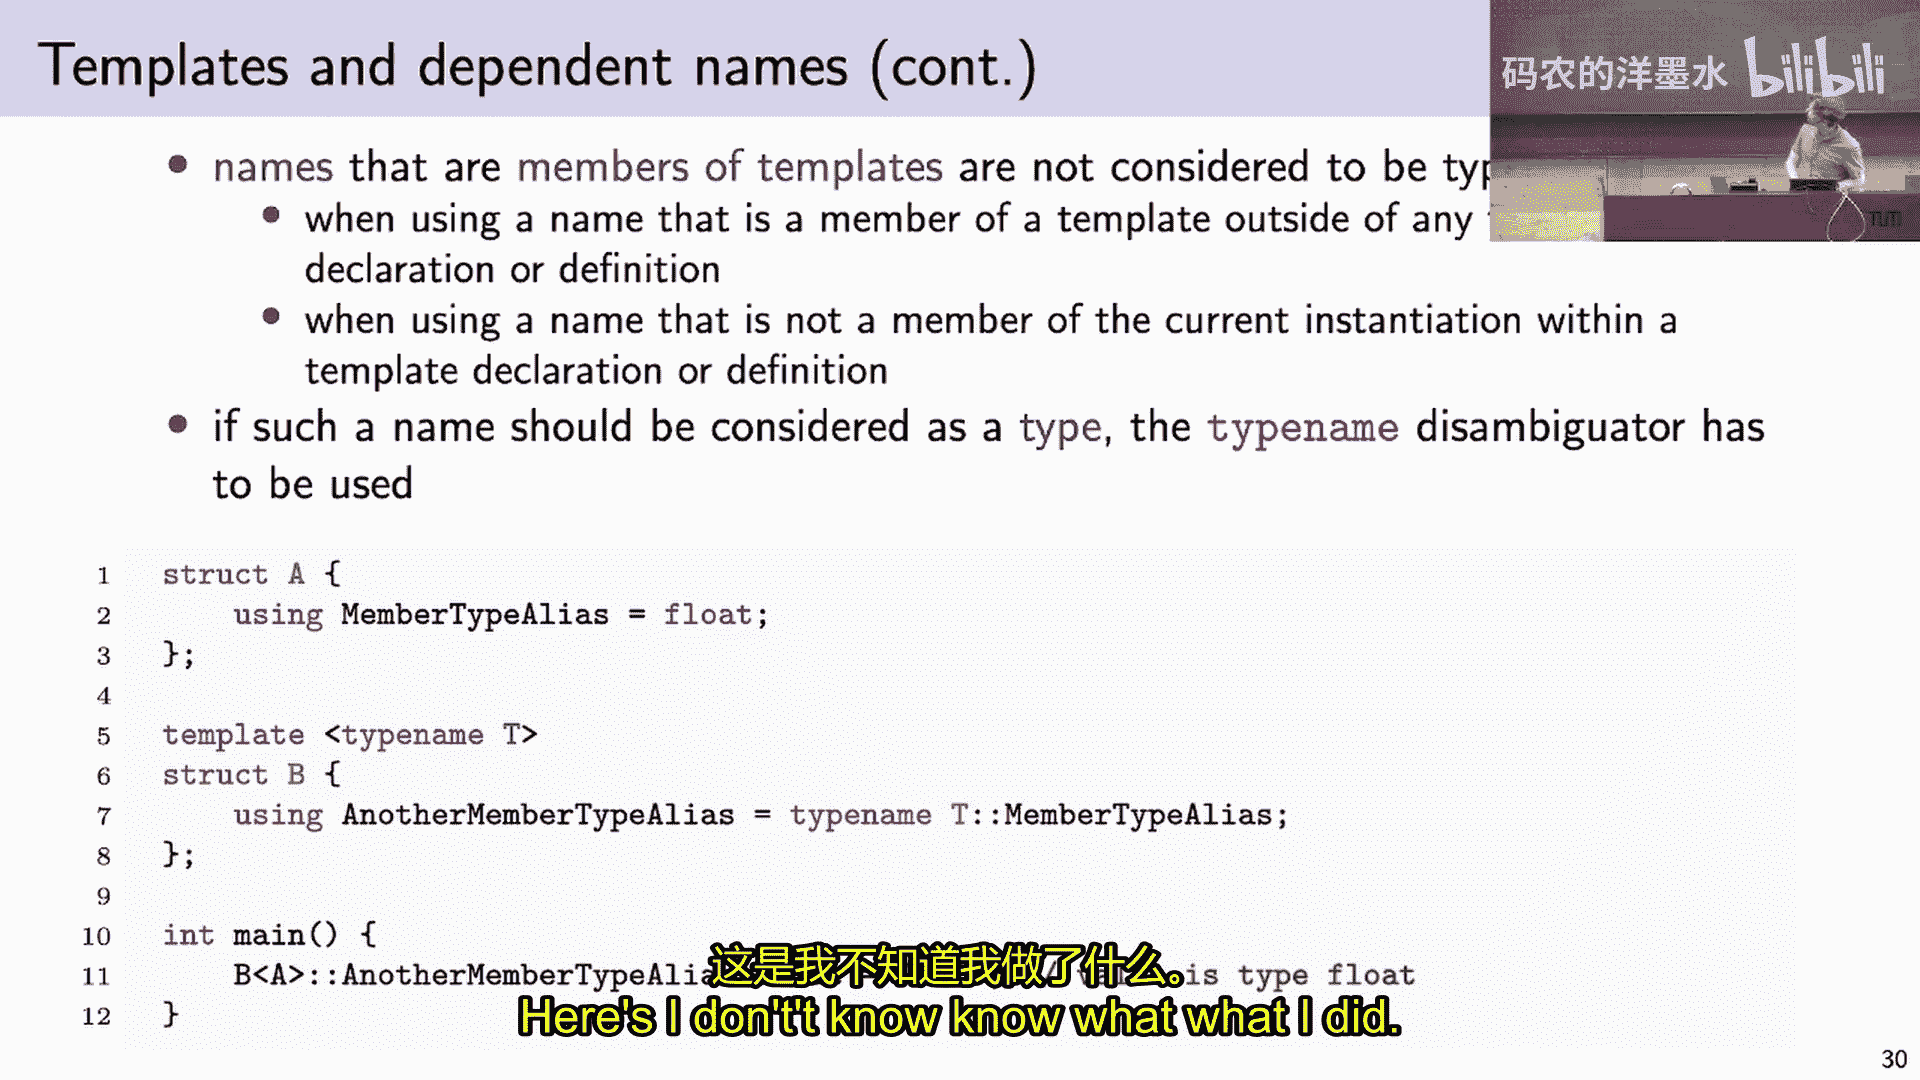 Templates and dependent names (cont.)
码农的洋墨水 bilibili
names that are members of templates are not considered to be
when using a name that is a member of a template outside of any
declaration or definition
when using a name that is not a member of the current instantiation within a
template declaration or definition
if such a name should be considered as a type, the typename disambiguator has
to be used
1 struct A {
2 using MemberTypeAlias = float;
3 };
4
5 template <typename T>
6 struct B {
7 using AnotherMemberTypeAlias = typename T::MemberTypeAlias;
8 };
9
10 int main() {
11 is type float
12 }
这是我不知道我做了什么。
Here's I don't't know know what what I did.
30